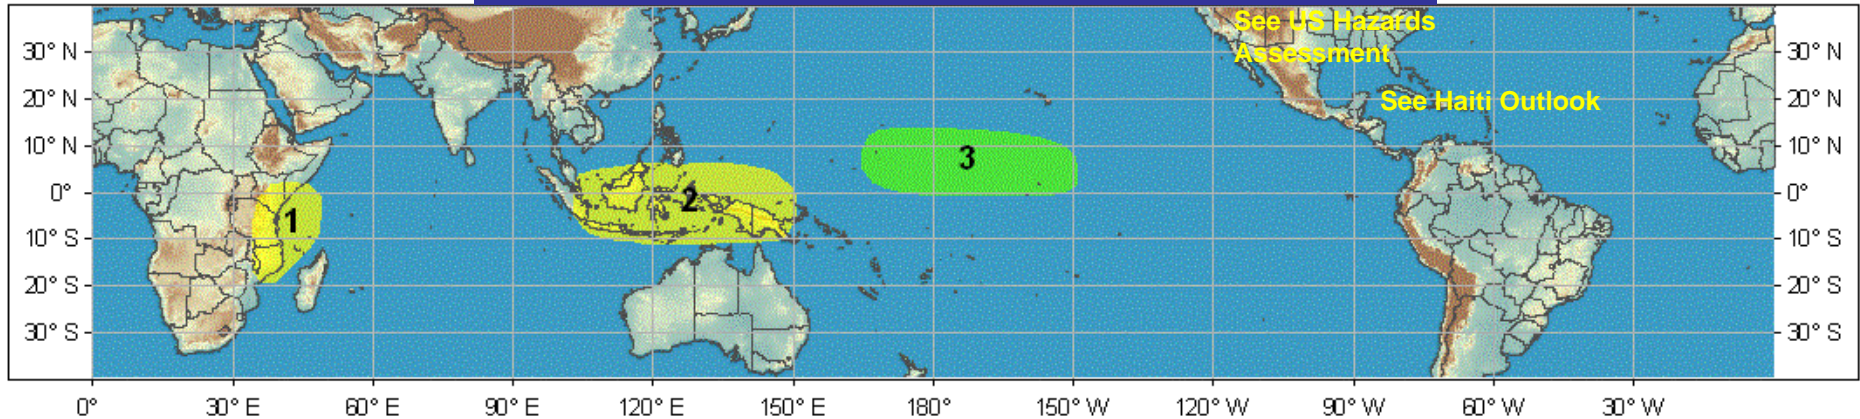 See US Hazards
Assessment
See Haiti Outlook
30° N
30° N
20° N
20° N
10° N
10° N
0°
0°
10° S
10° S
20° S
20° S
30° S
30° S
1
2
3
0°
30° E
60° E
90° E
120° E
150° E
180°
150° W
120° W
90° W
60° W
30° W